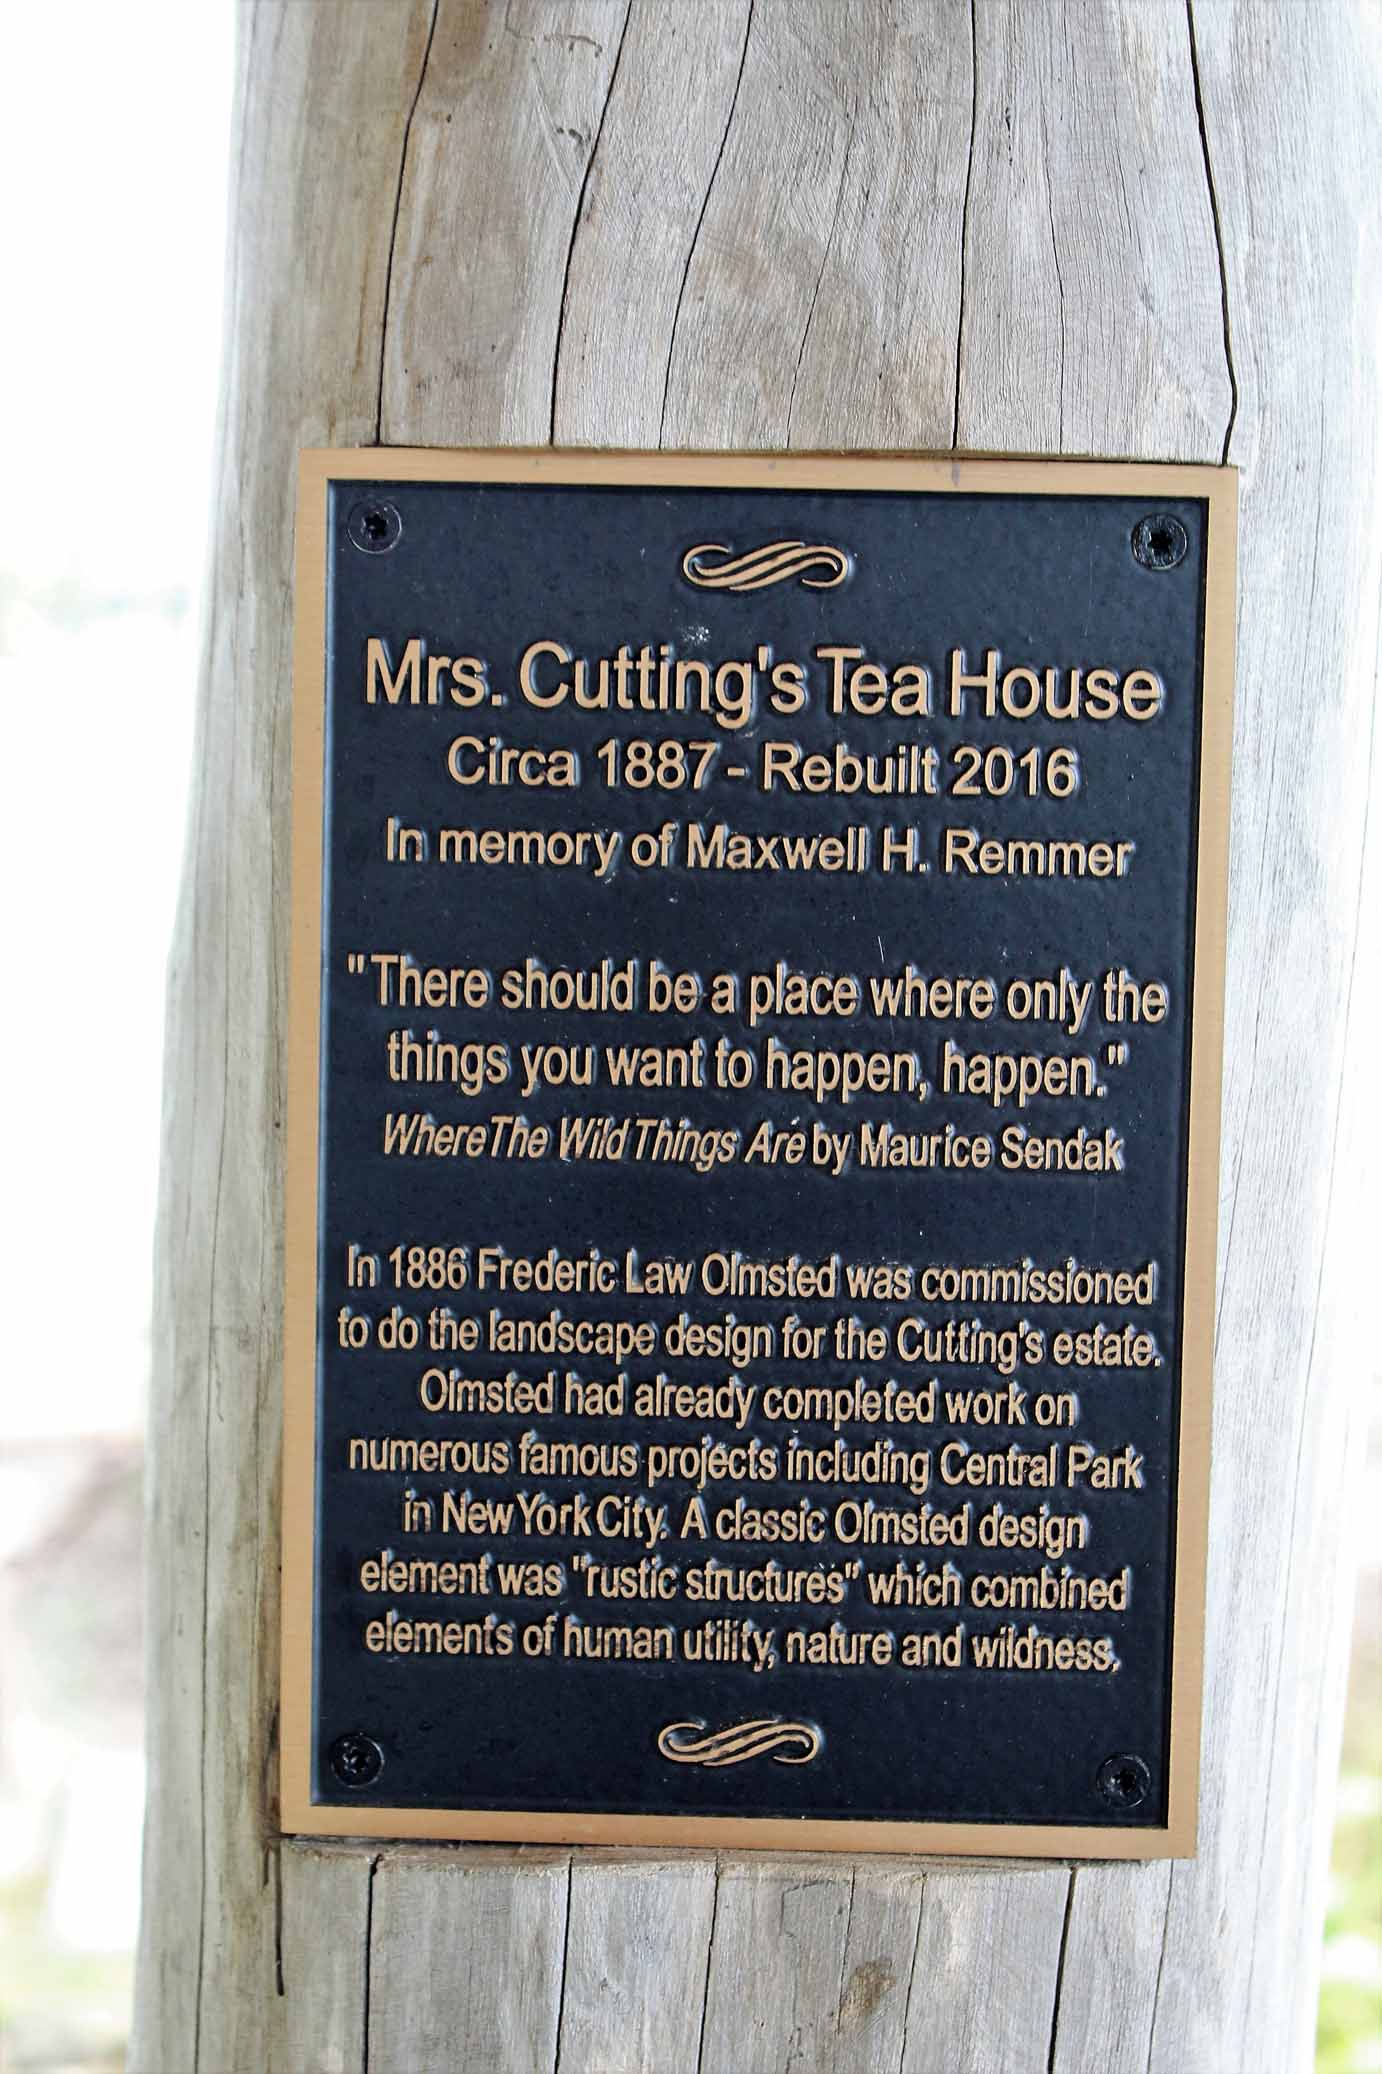 Mrs. Cutting's Tea House
Circa 1887 - Rebuilt 2016
In memory of Maxwell H. Remmer
"There should be a place where only the
things you want to happen, happen."
Where The Wild Things Are by Maurice Sendak
In 1886 Frederic Law Olmsted was commissioned
to do the landscape design for the Cutting's estate.
Olmsted had already completed work on
numerous famous projects including Central Park
in New York City. A classic Olmsted design
element was "rustic structures" which combined
elements of human utility, nature and wildness.